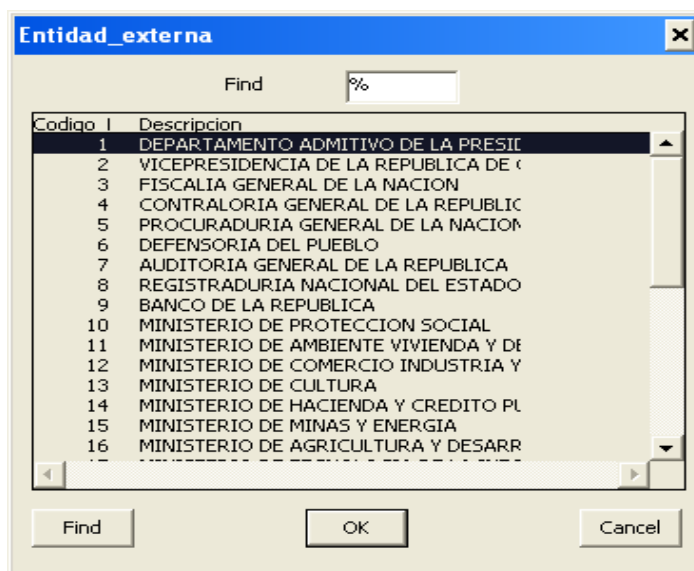 Entidad_externa
Find %
Codigo I Descripcion
1 DEPARTAMENTO ADMITIVO DE LA PRESID
2 VICEPRESIDENCIA DE LA REPUBLICA DE
3 FISCALIA GENERAL DE LA NACION
4 CONTRALORIA GENERAL DE LA REPUBLIC
5 PROCURADURIA GENERAL DE LA NACION
6 DEFENSORIA DEL PUEBLO
7 AUDITORIA GENERAL DE LA REPUBLICA
8 REGISTRADURIA NACIONAL DEL ESTADO
9 BANCO DE LA REPUBLICA
10 MINISTERIO DE PROTECCION SOCIAL
11 MINISTERIO DE AMBIENTE VIVIENDA Y DE
12 MINISTERIO DE COMERCIO INDUSTRIA Y
13 MINISTERIO DE CULTURA
14 MINISTERIO DE HACIENDA Y CREDITO PU
15 MINISTERIO DE MINAS Y ENERGIA
16 MINISTERIO DE AGRICULTURA Y DESARR
Find OK Cancel